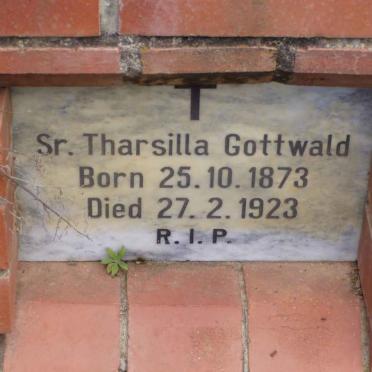 Sr. Tharsilla Gottwald
Born 25.10.1873
Died 27.2.1923
R.I.P.